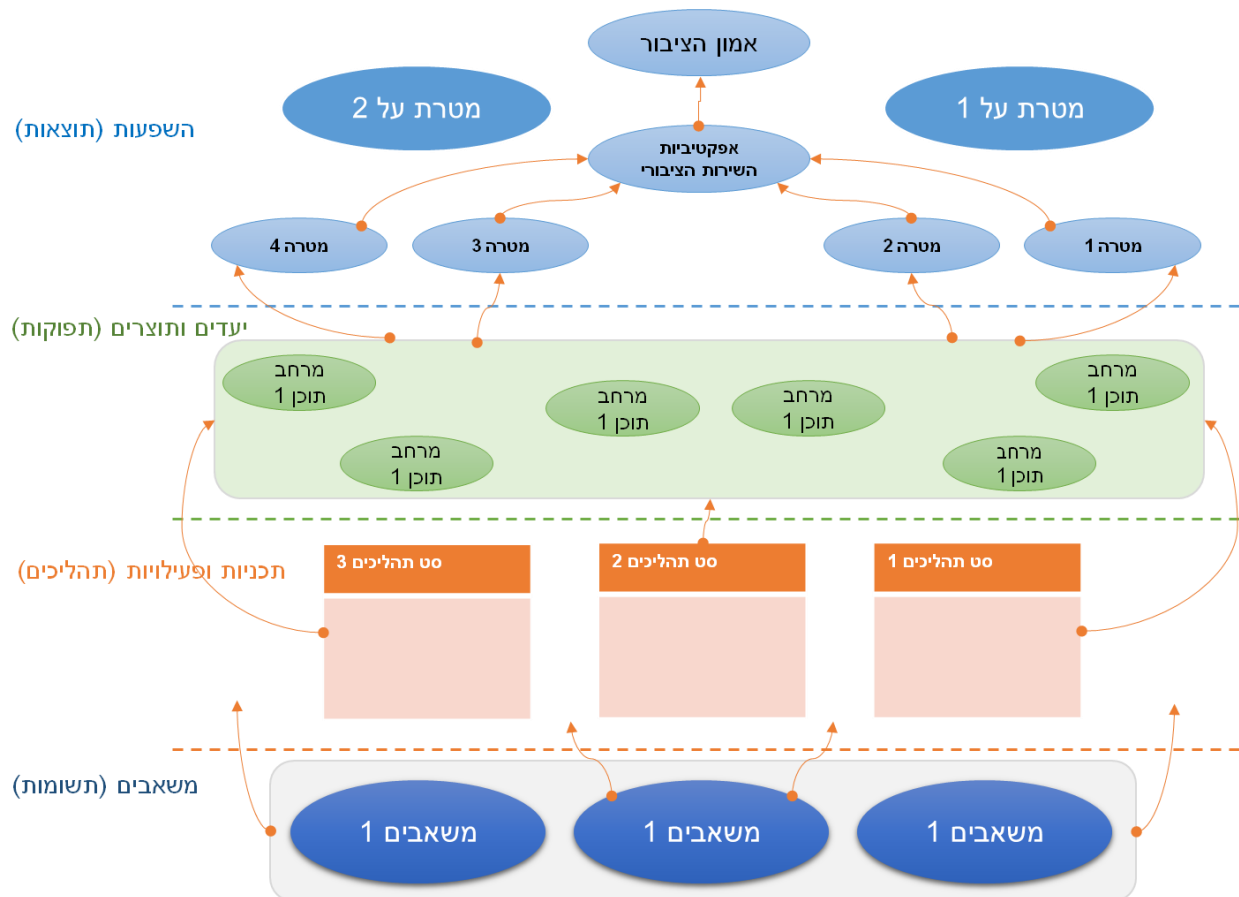 אמון הציבור
מטרת על 1
מטרת על 2
השפעות (תוצאות)
אפקטיביות
השירות הציבורי
מטרה 1
מטרה 2
מטרה 3
מטרה 4
יעדים ותוצרים (תפוקות)
מרחב
תוכן 1
מרחב
תוכן 1
מרחב
תוכן 1
מרחב
תוכן 1
מרחב
תוכן 1
מרחב
תוכן 1
תכניות ופעילויות (תהליכים)
סט תהליכים 1
סט תהליכים 2
סט תהליכים 3
משאבים (תשומות)
משאבים 1
משאבים 1
משאבים 1